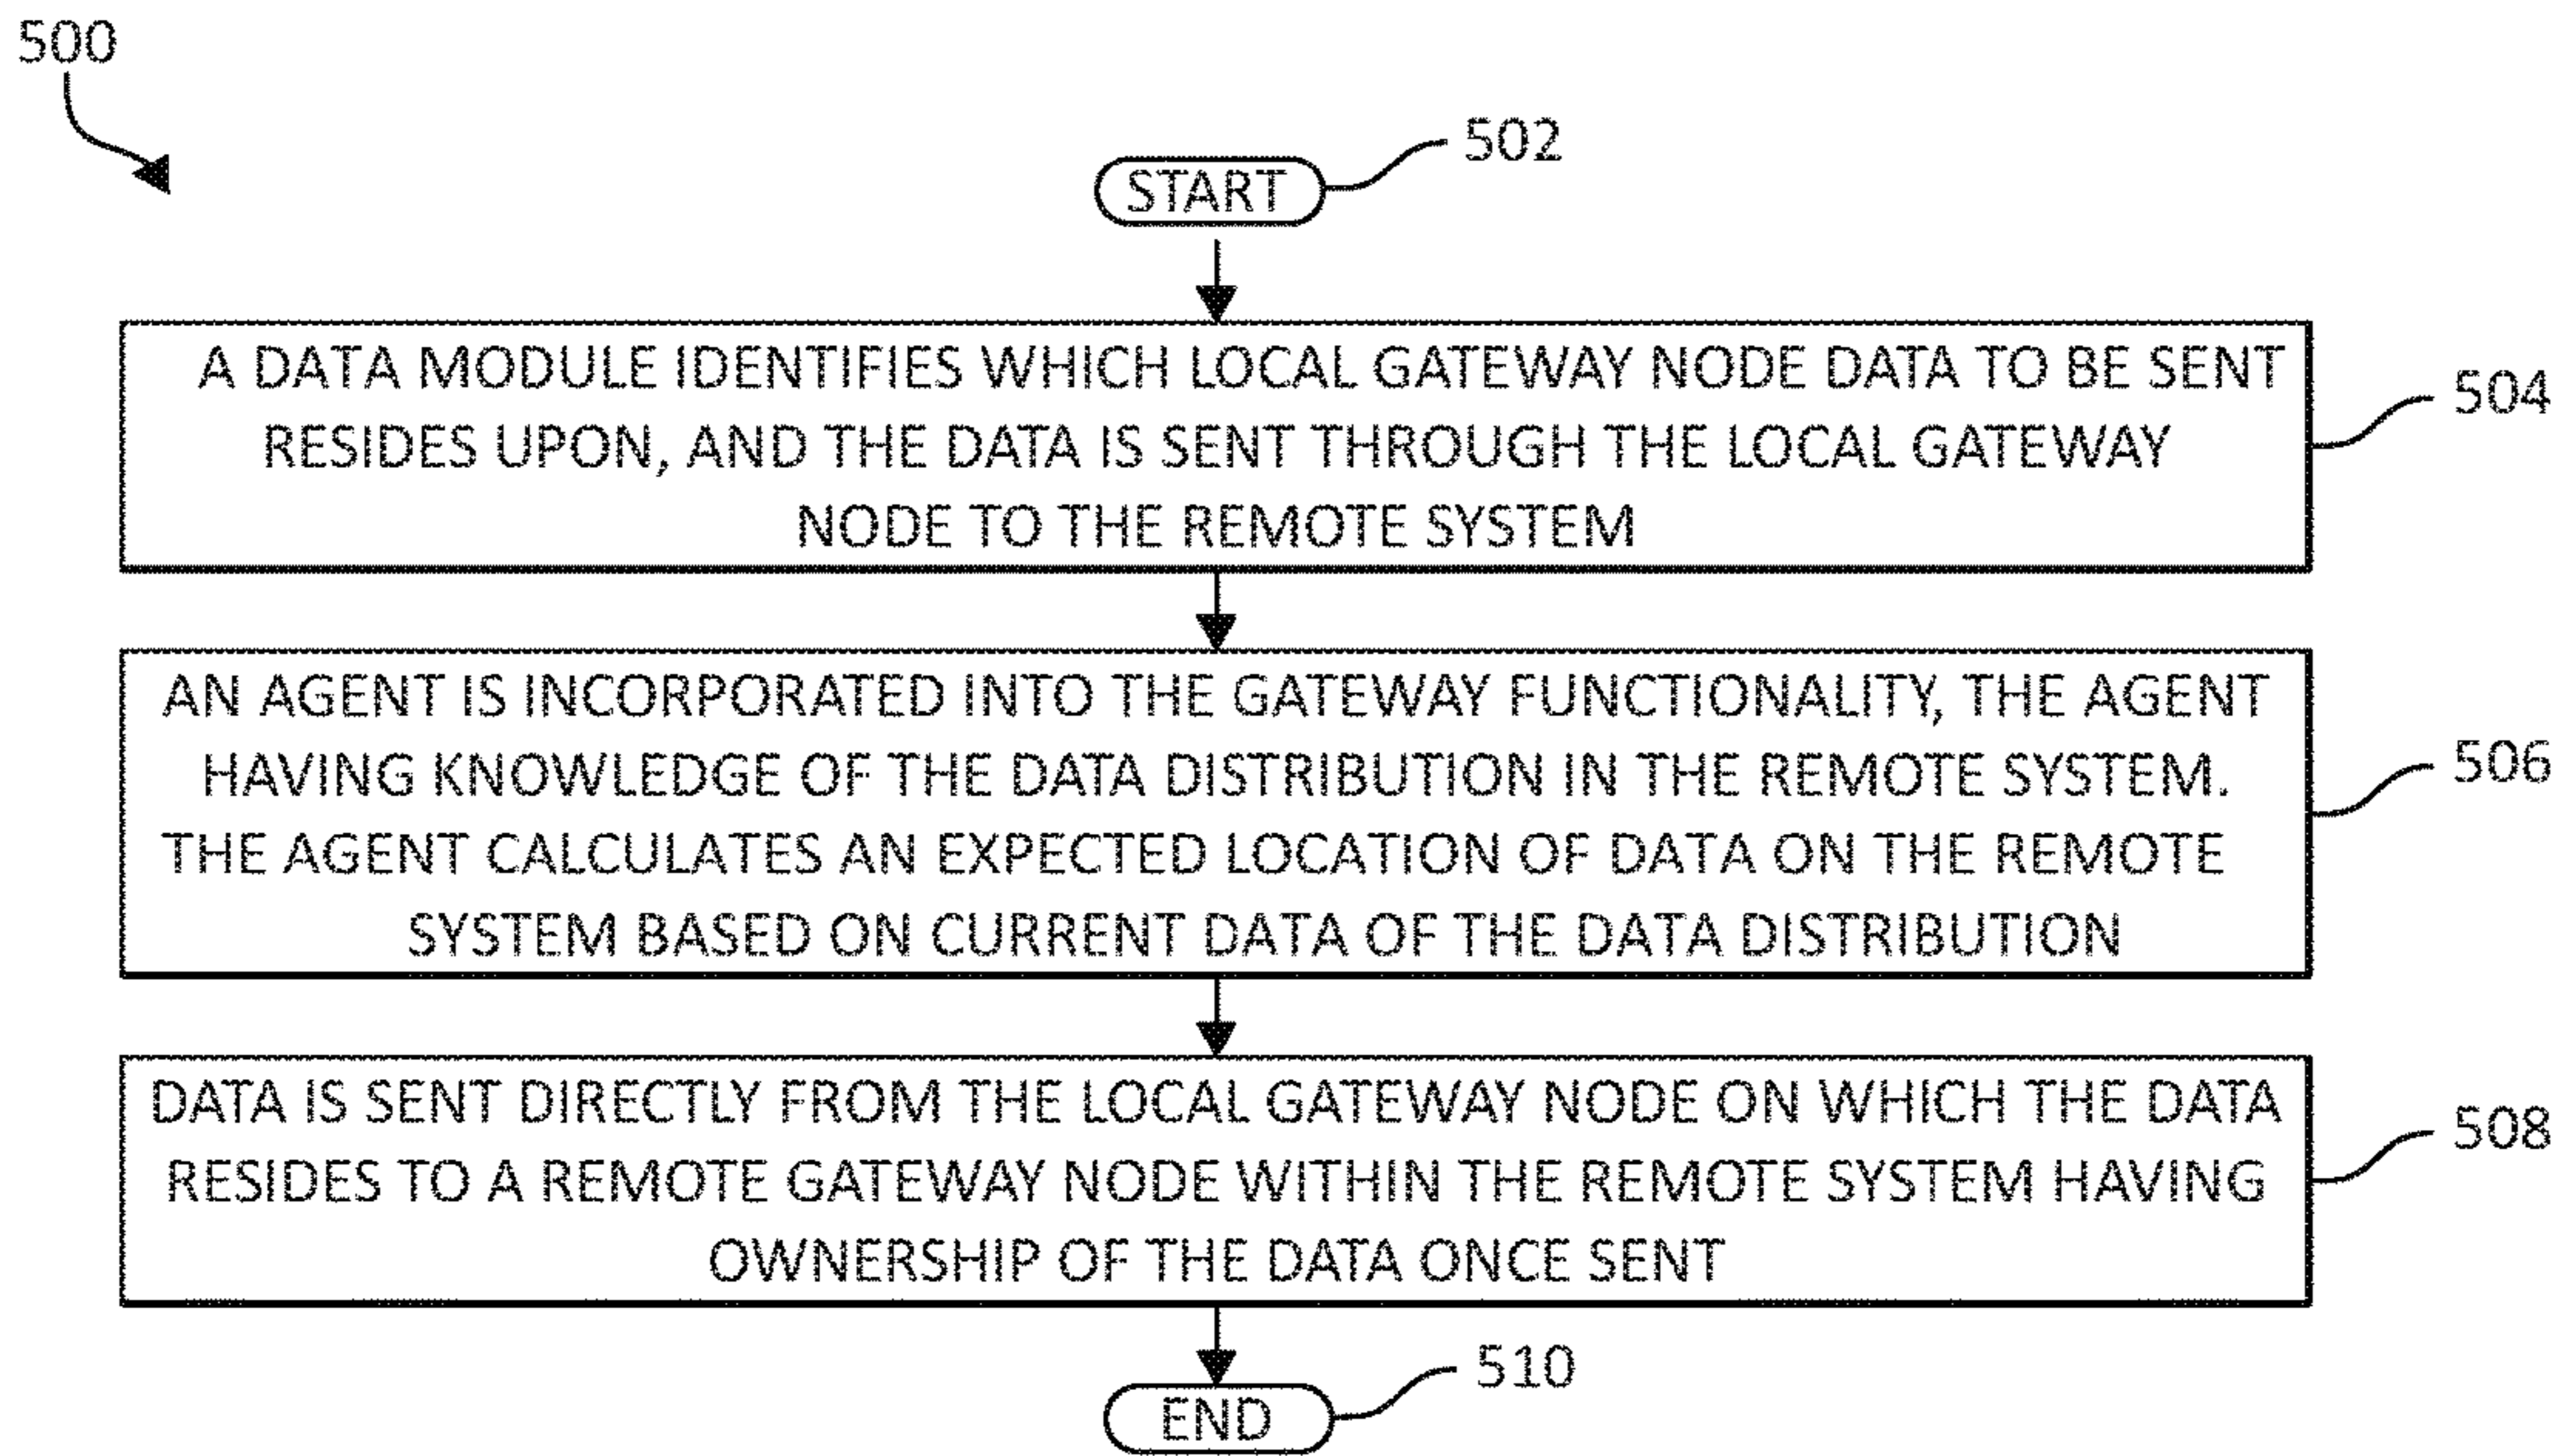 500
502
START
A DATA MODULE IDENTIFIES WHICH LOCAL GATEWAY NODE DATA TO BE SENT
RESIDES UPON, AND THE DATA IS SENT THROUGH THE LOCAL GATEWAY
NODE TO THE REMOTE SYSTEM
504
AN AGENT IS INCORPORATED INTO THE GATEWAY FUNCTIONALITY, THE AGENT
HAVING KNOWLEDGE OF THE DATA DISTRIBUTION IN THE REMOTE SYSTEM.
THE AGENT CALCULATES AN EXPECTED LOCATION OF DATA ON THE REMOTE
SYSTEM BASED ON CURRENT DATA OF THE DATA DISTRIBUTION
506
DATA IS SENT DIRECTLY FROM THE LOCAL GATEWAY NODE ON WHICH THE DATA
RESIDES TO A REMOTE GATEWAY NODE WITHIN THE REMOTE SYSTEM HAVING
OWNERSHIP OF THE DATA ONCE SENT
508
510
END